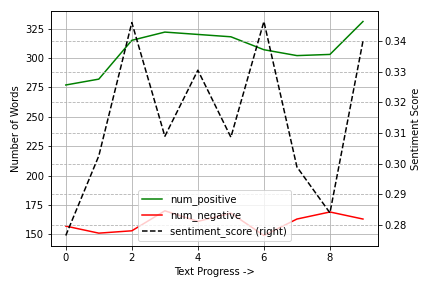 325
300
275
250
225
200
175
150
Number of Words
0.34
0.33
0.32
0.31
0.30
0.29
0.28
Sentiment Score
num_positive
num_negative
sentiment_score (right)
0 2 4 6 8
Text Progress ->